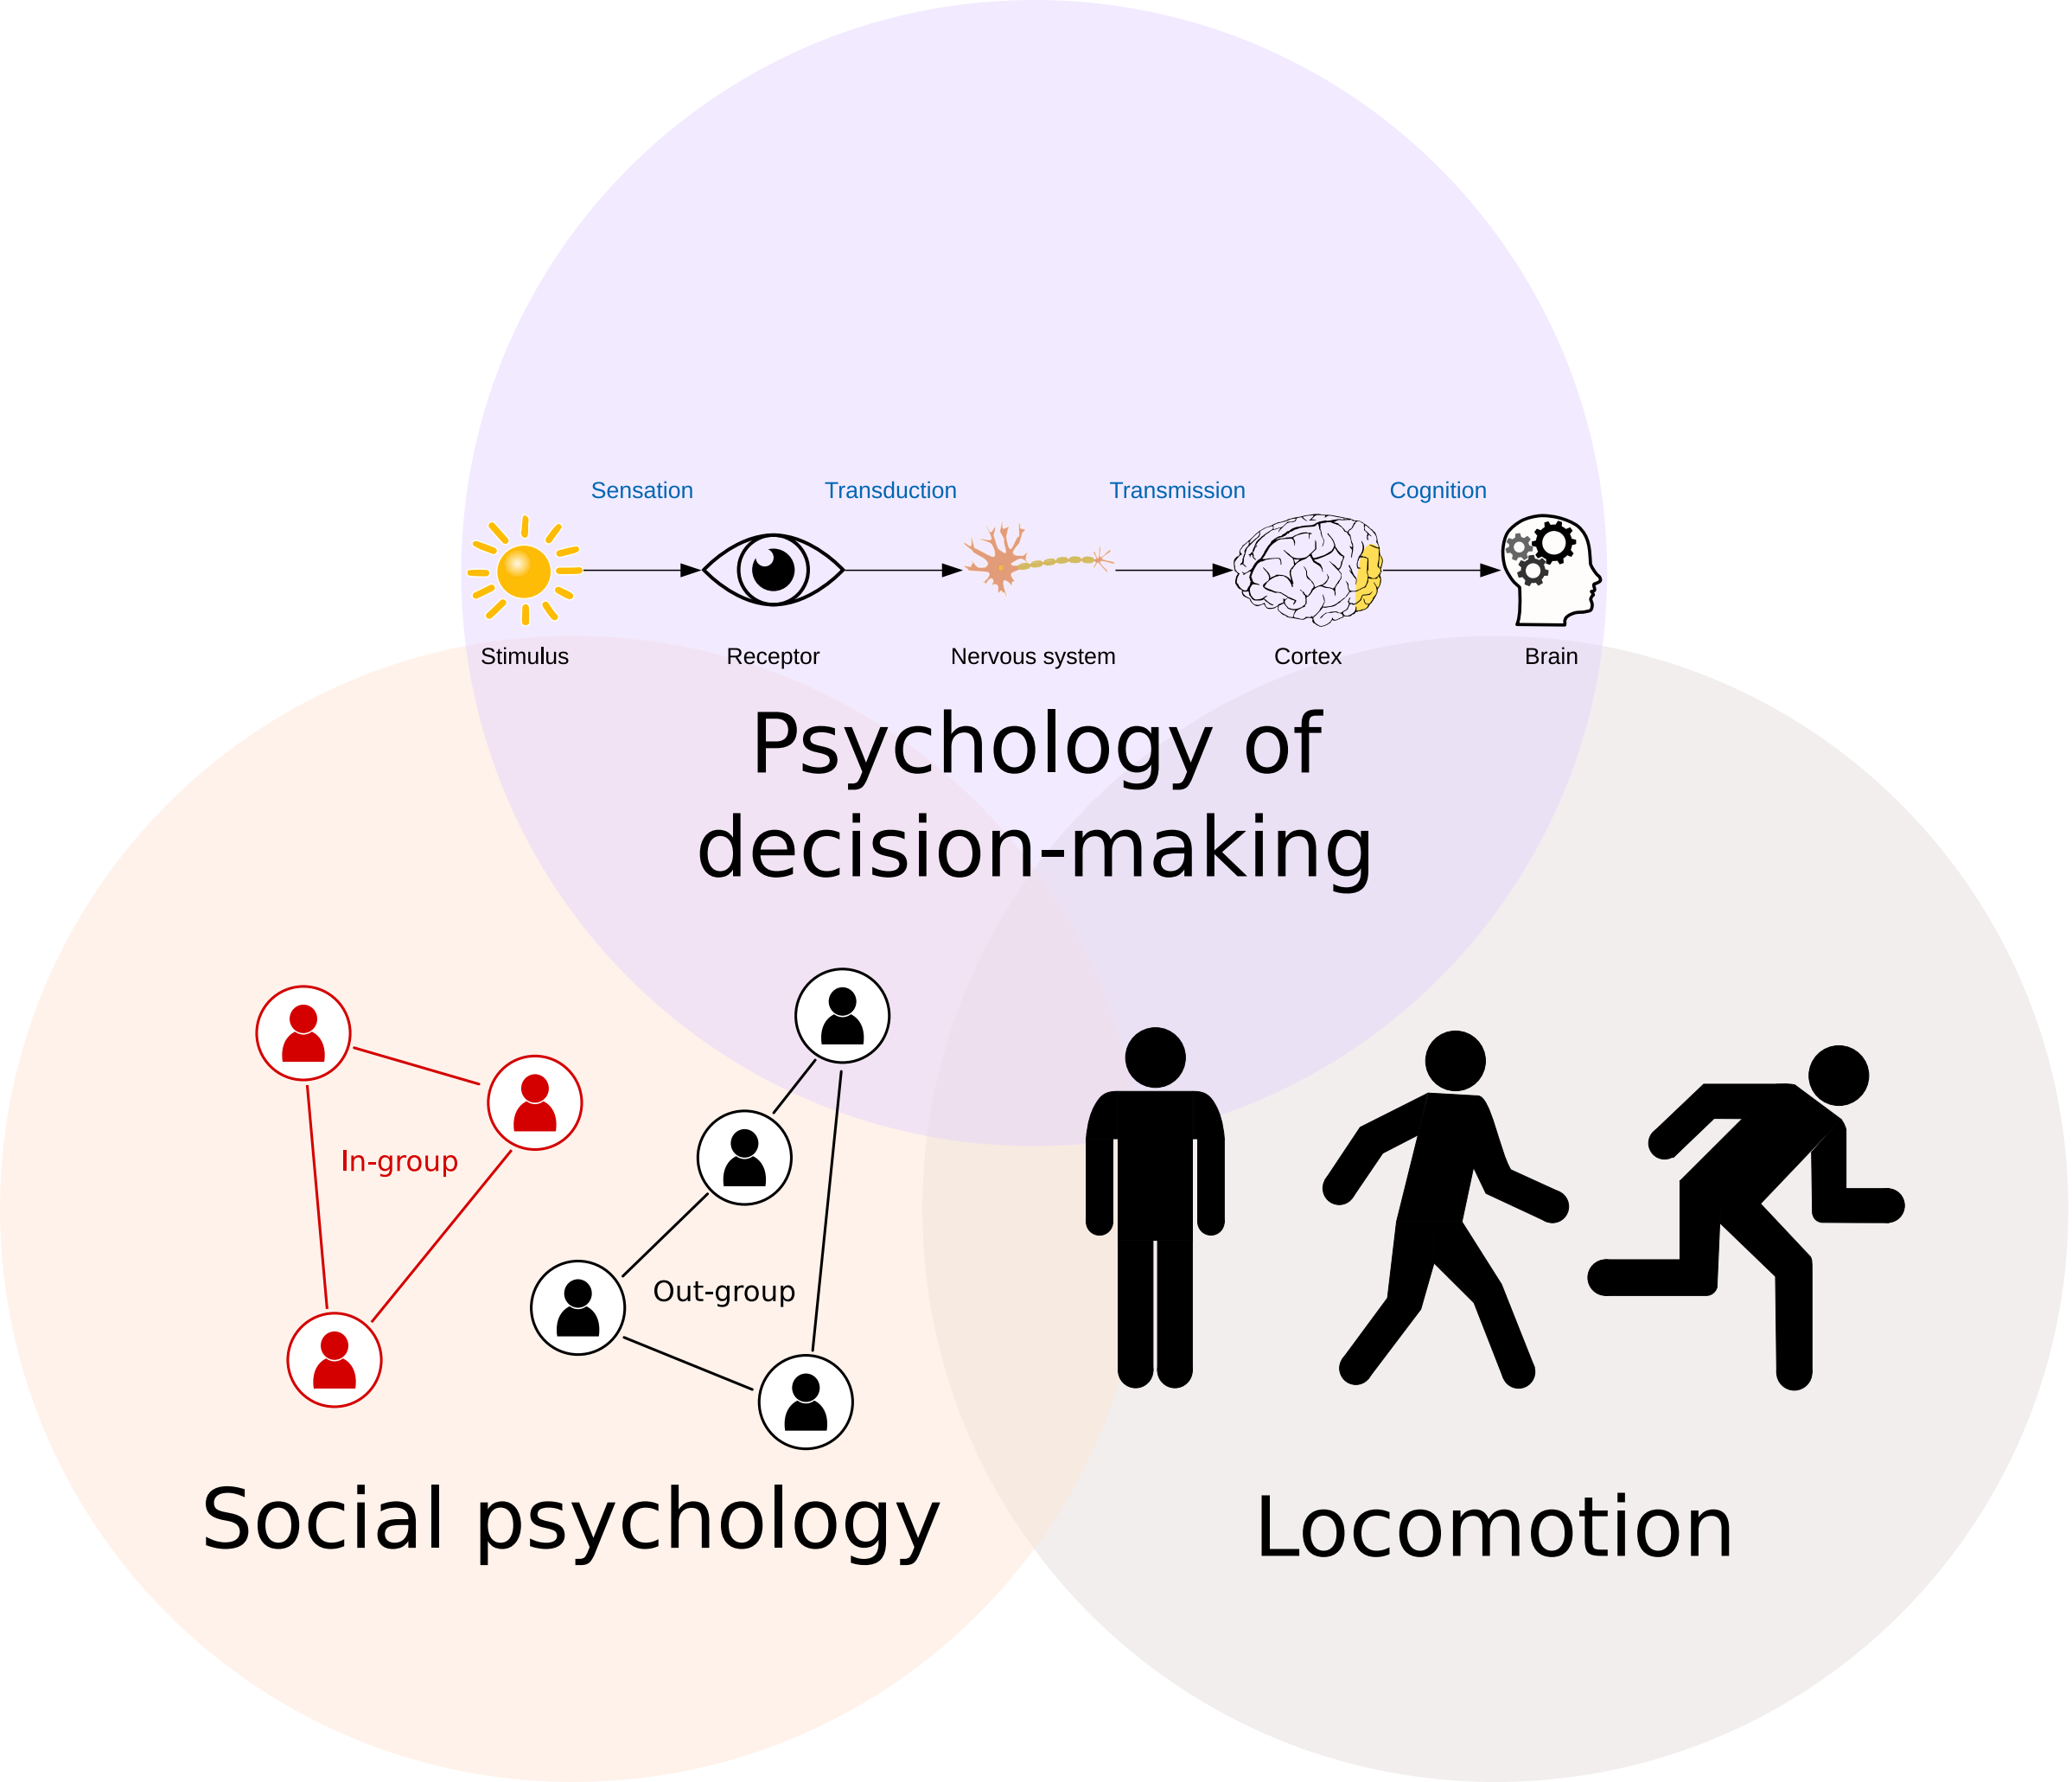 Sensation Transduction Transmission Cognition
Stimulus Receptor Nervous system Cortex Brain
Psychology of
decision-making
In-group
Out-group
Social psychology
Locomotion